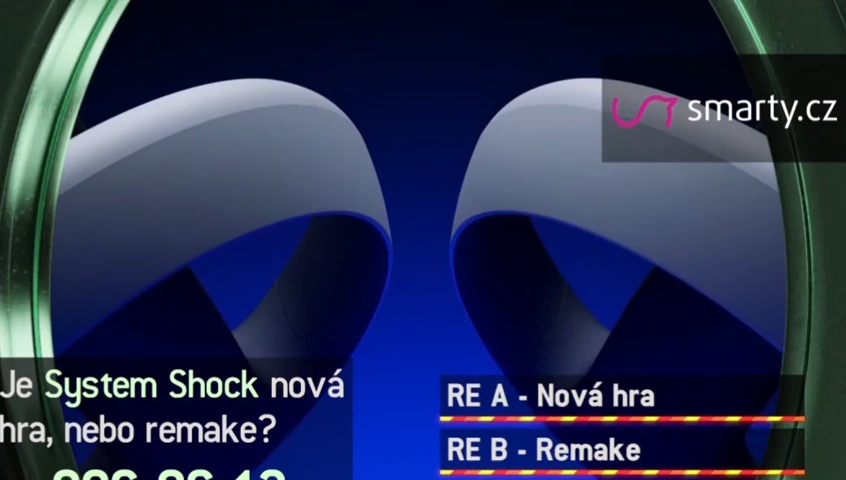 smarty.cz
Je System Shock nová
hra, nebo remake?
RE A - Nová hra
RE B - Remake